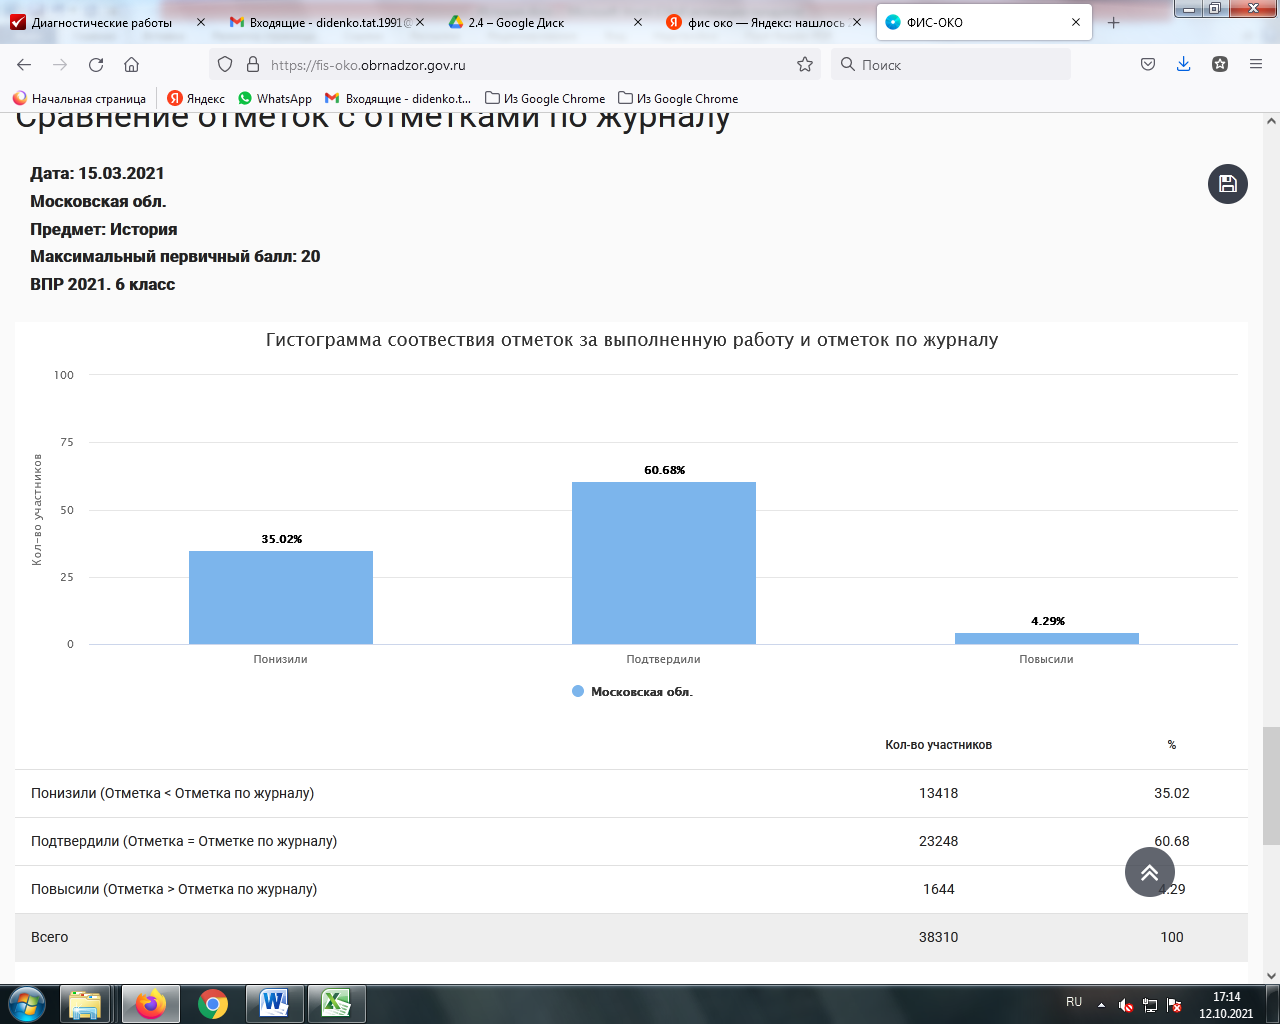 Диагностические работы
Входящие - didenko.tat.1991@
2.4 – Google Диск
фис око — Яндекс: нашлось
ФИС-ОКО
https://fis-oko.obrnadzor.gov.ru
Поиск
Начальная страница
Яндекс
WhatsApp
Входящие - didenko.t...
Из Google Chrome
Из Google Chrome
Сравнение отметок с отметками по журналу
Дата: 15.03.2021
Московская обл.
Предмет: История
Максимальный первичный балл: 20
ВПР 2021. 6 класс
Гистограмма соотвествия отметок за выполненную работу и отметок по журналу
Кол-во участников
100
75
50
25
0
35.02%
60.68%
4.29%
Понизили
Подтвердили
Повысили
Московская обл.
Кол-во участников %
Понизили (Отметка < Отметка по журналу) 13418 35.02
Подтвердили (Отметка = Отметке по журналу) 23248 60.68
Повысили (Отметка > Отметка по журналу) 1644 4.29
Всего 38310 100
RU
17:14
12.10.2021